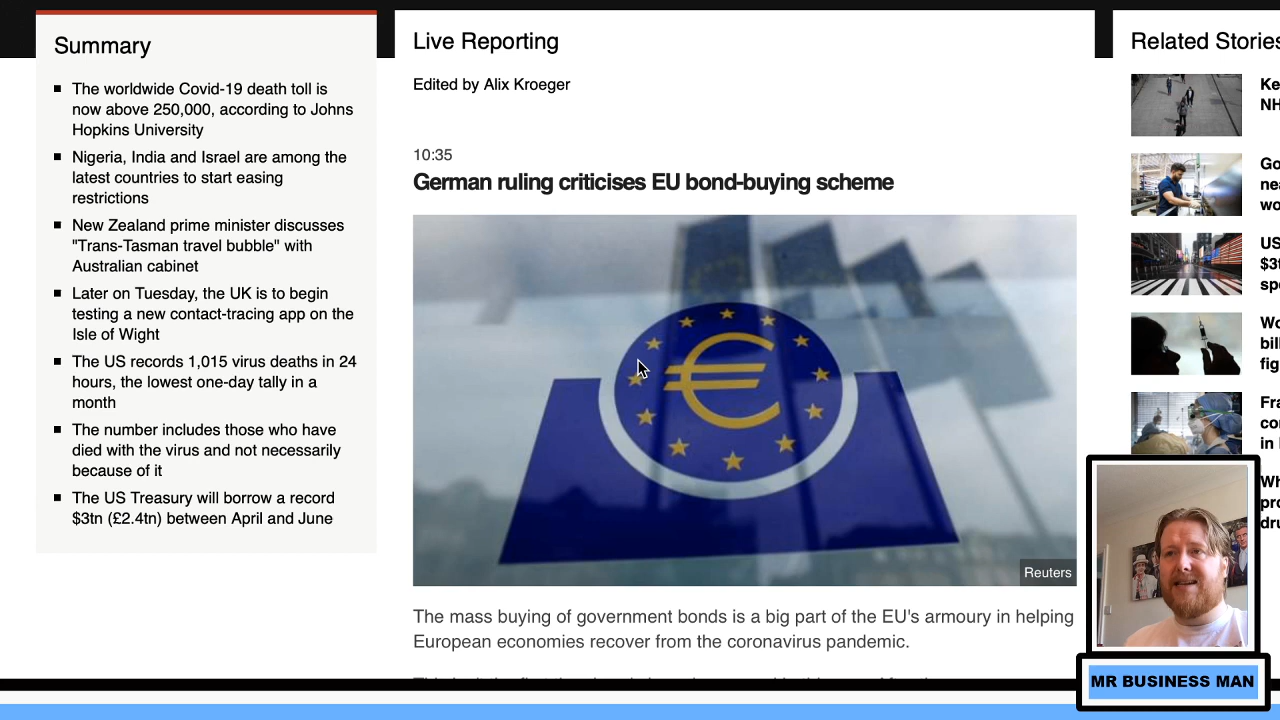 Summary
The worldwide Covid-19 death toll is
now above 250,000, according to Johns
Hopkins University
Nigeria, India and Israel are among the
latest countries to start easing
restrictions
New Zealand prime minister discusses
"Trans-Tasman travel bubble" with
Australian cabinet
Later on Tuesday, the UK is to begin
testing a new contact-tracing app on the
Isle of Wight
The US records 1,015 virus deaths in 24
hours, the lowest one-day tally in a
month
The number includes those who have
died with the virus and not necessarily
because of it
The US Treasury will borrow a record
$3tn (£2.4tn) between April and June
Live Reporting
Edited by Alix Kroeger
10:35
German ruling criticises EU bond-buying scheme
Reuters
The mass buying of government bonds is a big part of the EU's armoury in helping
European economies recover from the coronavirus pandemic.
Related Stories
MR BUSINESS MAN